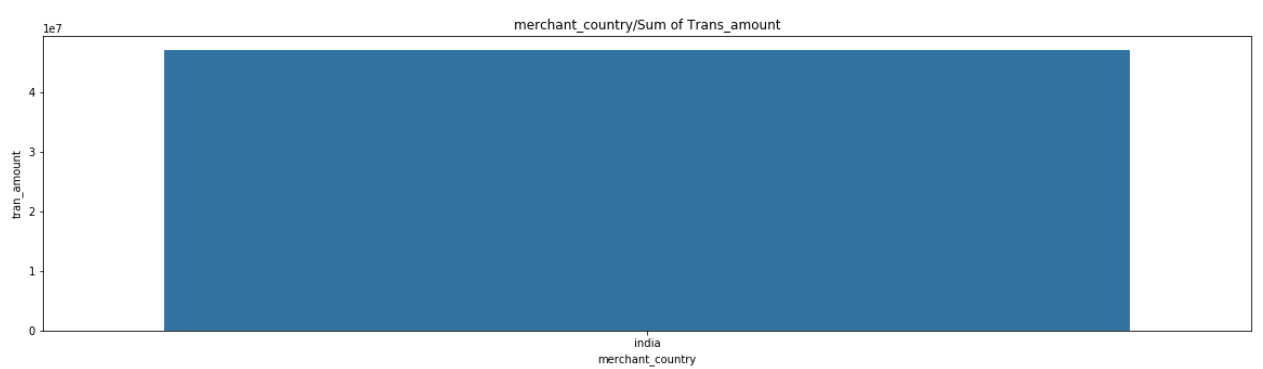 merchant_country/Sum of Trans_amount
1e7
4
3
2
1
0
tran_amount
india
merchant_country